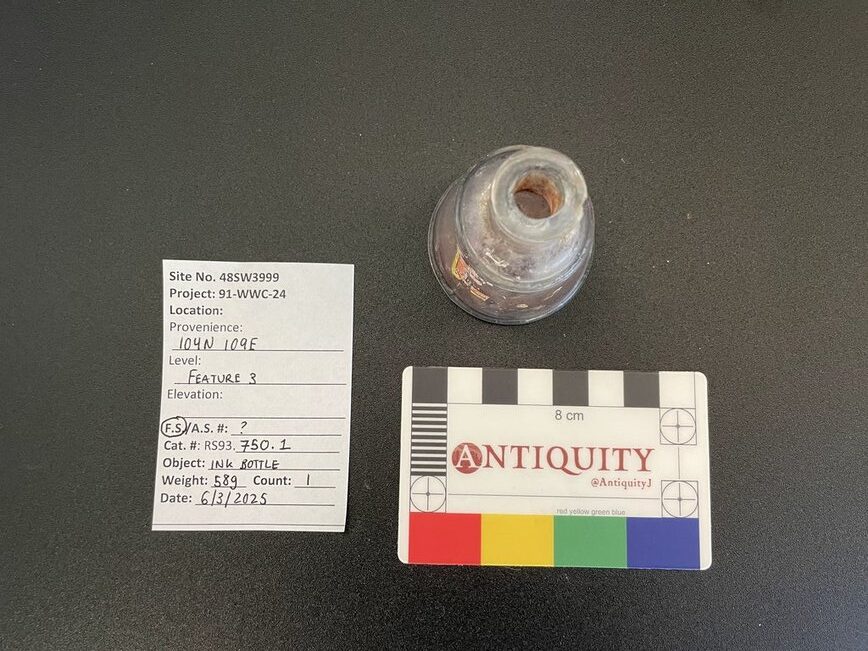 Site No. 48SW3999
Project: 91-WWC-24
Location:
Provenience:
104N 109E
Level:
FEATURE 3
Elevation:
F.S./A.S. #: ?
Cat. #: RS93. 750.1
Object: INK BOTTLE
Weight: 58g Count: 1
Date: 6/3/2025
8 cm
ANTIQUITY
@AntiquityJ
red yellow green blue